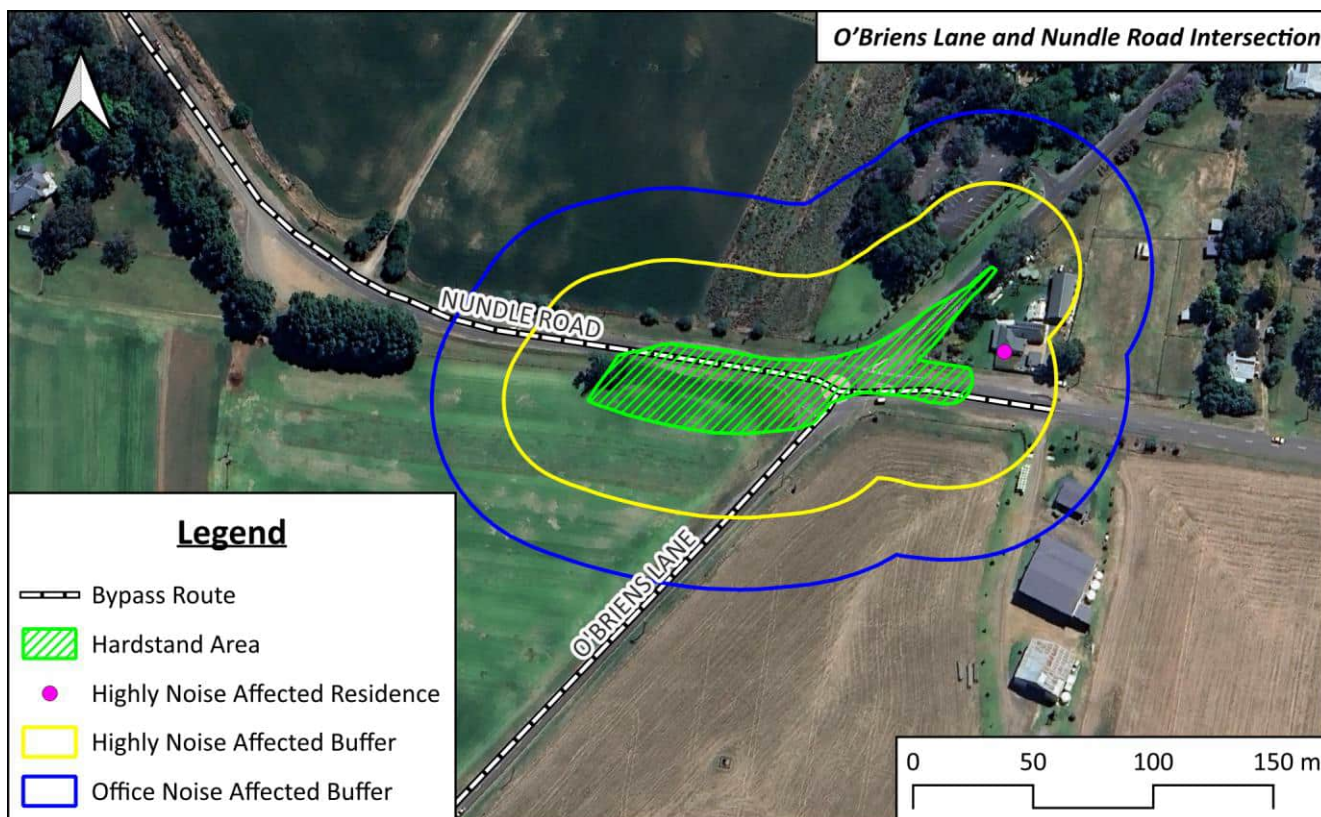 O'Briens Lane and Nundle Road Intersection
NUNDLE ROAD
O'BRIENS LANE
Legend
Bypass Route
Hardstand Area
Highly Noise Affected Residence
Highly Noise Affected Buffer
Office Noise Affected Buffer
0 50 100 150 m